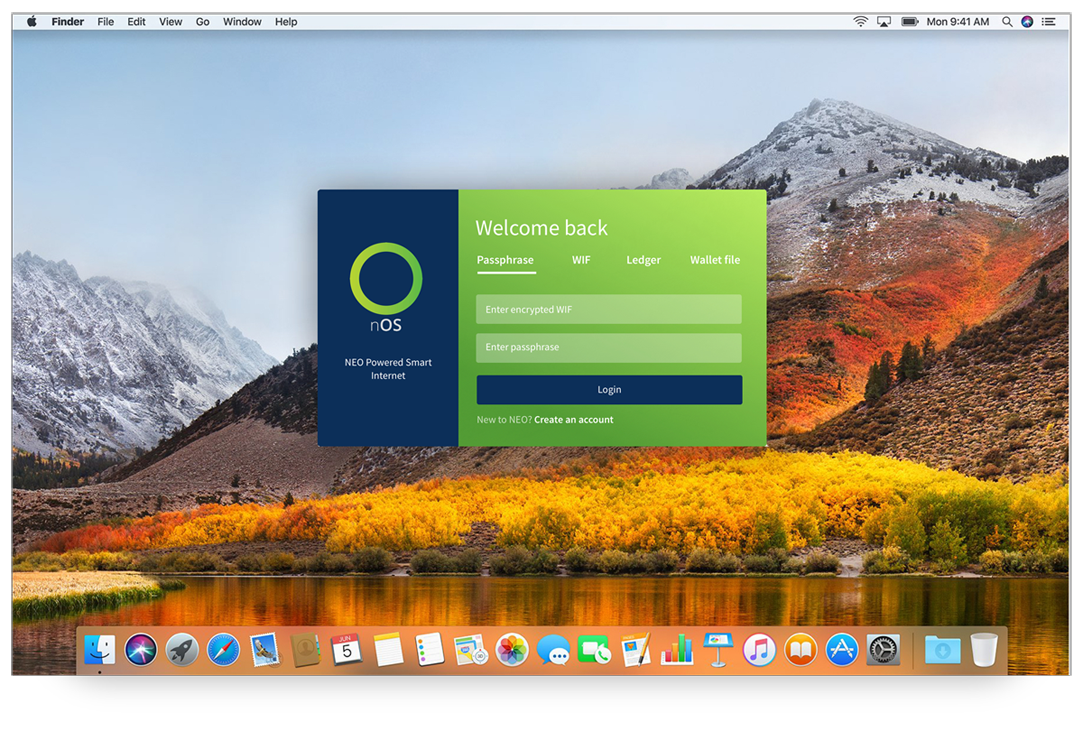 Finder File Edit View Go Window Help
Mon 9:41 AM
Welcome back
Passphrase WIF Ledger Wallet file
Enter encrypted WIF
Enter passphrase
Login
New to NEO? Create an account
nOS
NEO Powered Smart
Internet
JUN
5